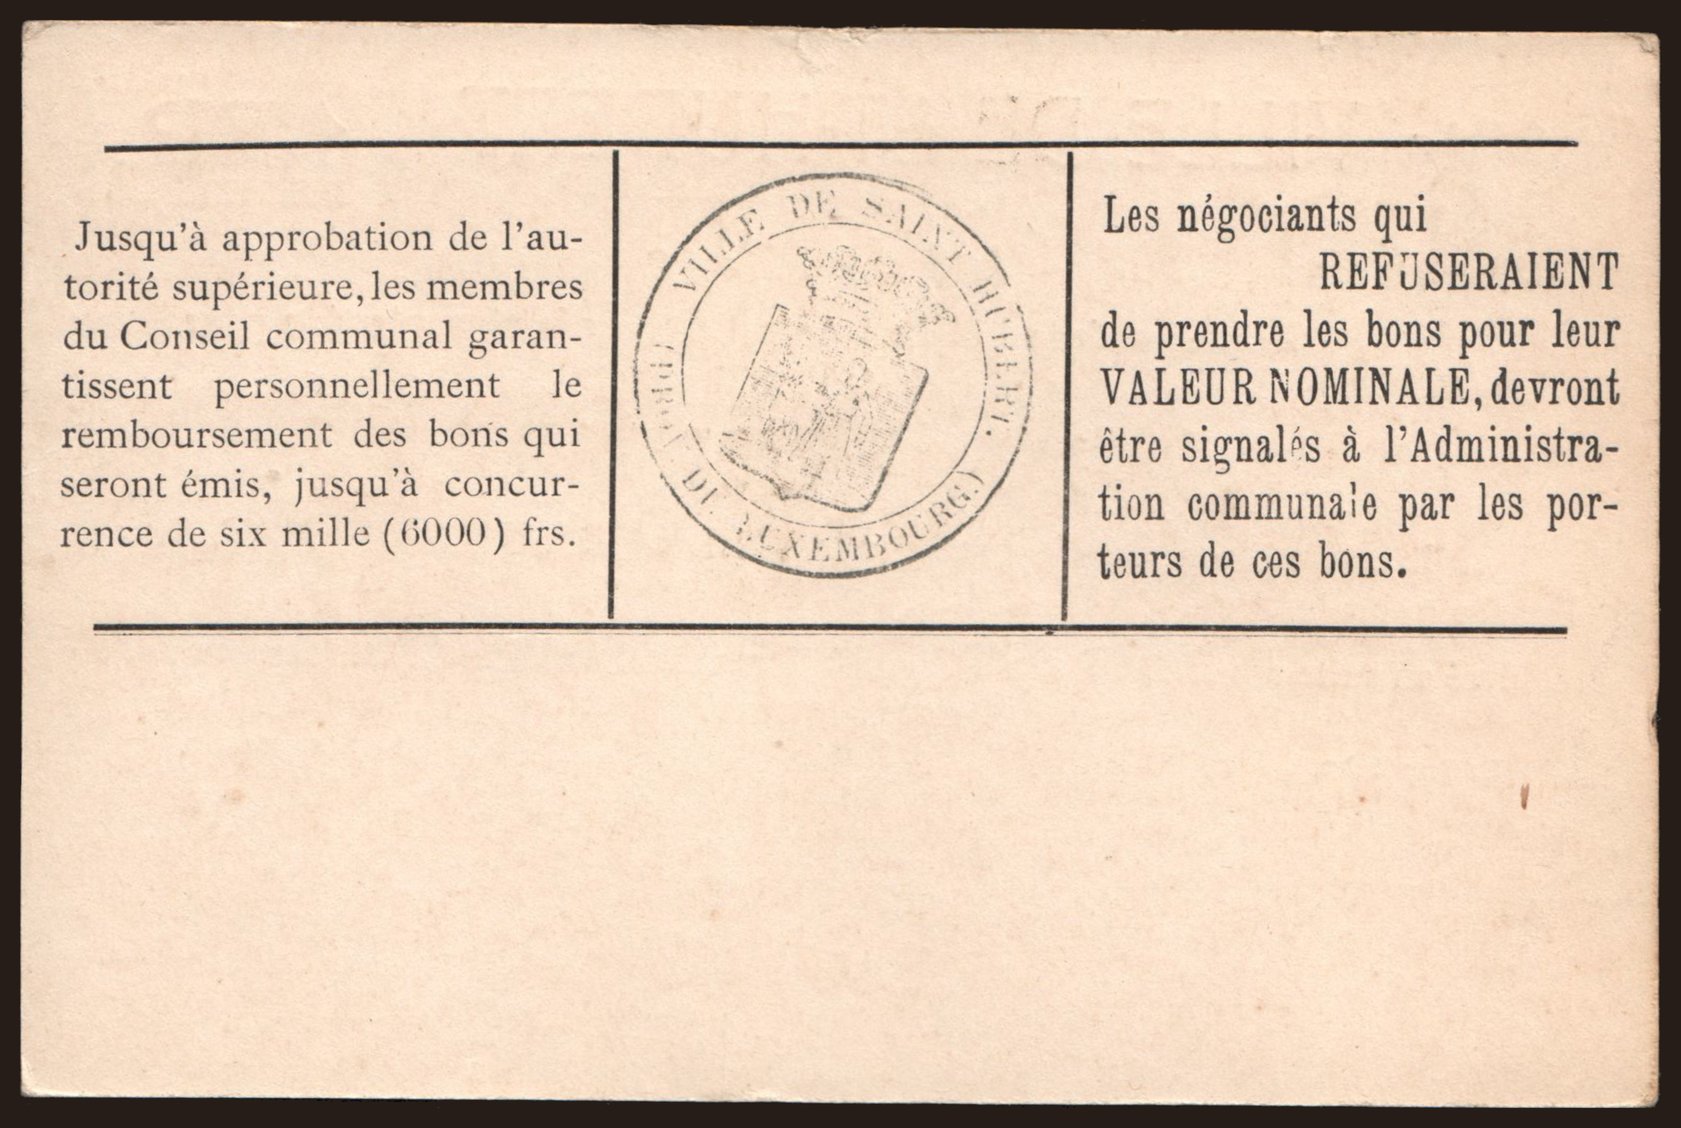 Jusqu'à approbation de l'au-
torité supérieure, les membres
du Conseil communal garan-
tissent personnellement le
remboursement des bons qui
seront émis, jusqu'à concur-
rence de six mille (6000) frs.
VILLE DE SAINT HUBERT.
DE LUXEMBOURG.)
Les négociants qui
REFUSERAIENT
de prendre les bons pour leur
VALEUR NOMINALE, devront
être signalés à l'Administra-
tion communale par les por-
teurs de ces bons.